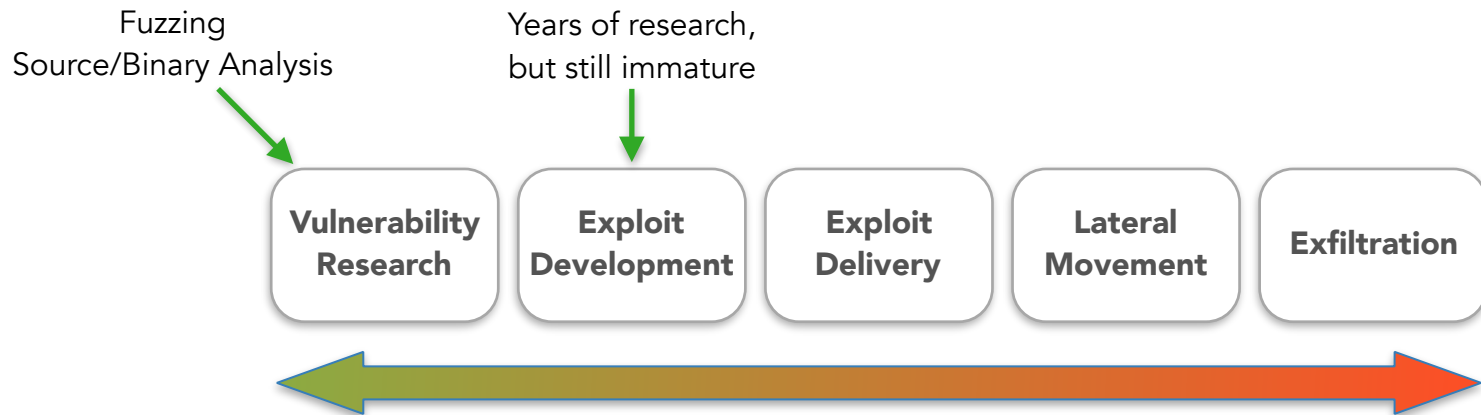 Fuzzing
Source/Binary Analysis
Years of research,
but still immature
Vulnerability
Research
Exploit
Development
Exploit
Delivery
Lateral
Movement
Exfiltration